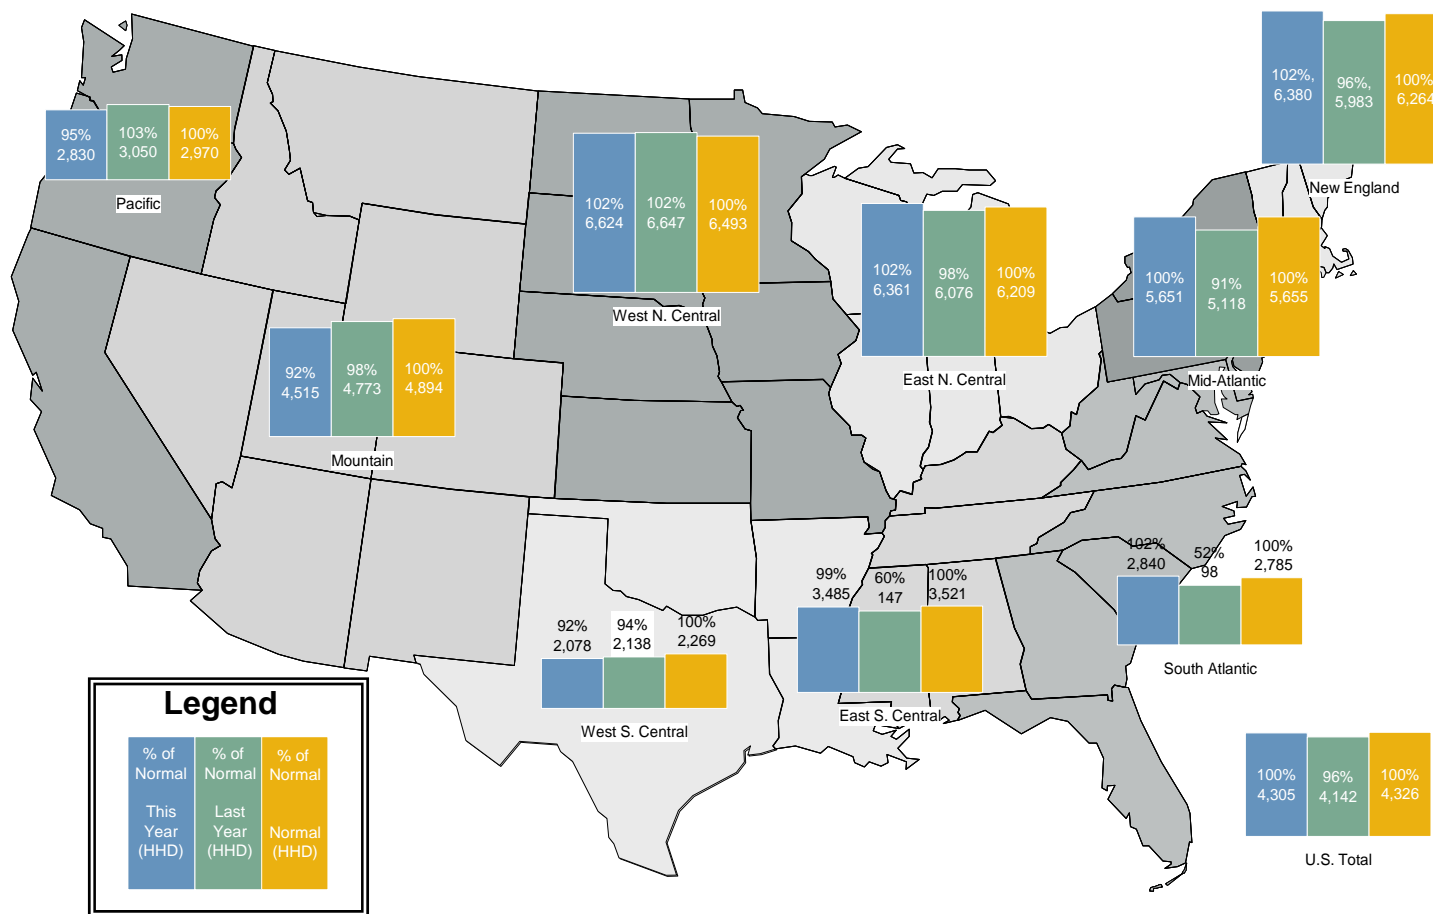 102%,
6,380
96%,
5,983
100%
6,264
New England
95%
2,830
103%
3,050
100%
2,970
Pacific
102%
6,624
102%
6,647
100%
6,493
West N. Central
102%
6,361
98%
6,076
100%
6,209
East N. Central
100%
5,651
91%
5,118
100%
5,655
Mid-Atlantic
92%
4,515
98%
4,773
100%
4,894
Mountain
102%
2,840
52%
98
100%
2,785
South Atlantic
99%
3,485
60%
147
100%
3,521
East S. Central
92%
2,078
94%
2,138
100%
2,269
West S. Central
100%
4,305
96%
4,142
100%
4,326
U.S. Total
Legend
% of
Normal
This
Year
(HHD)
% of
Normal
Last
Year
(HHD)
% of
Normal
Normal
(HHD)